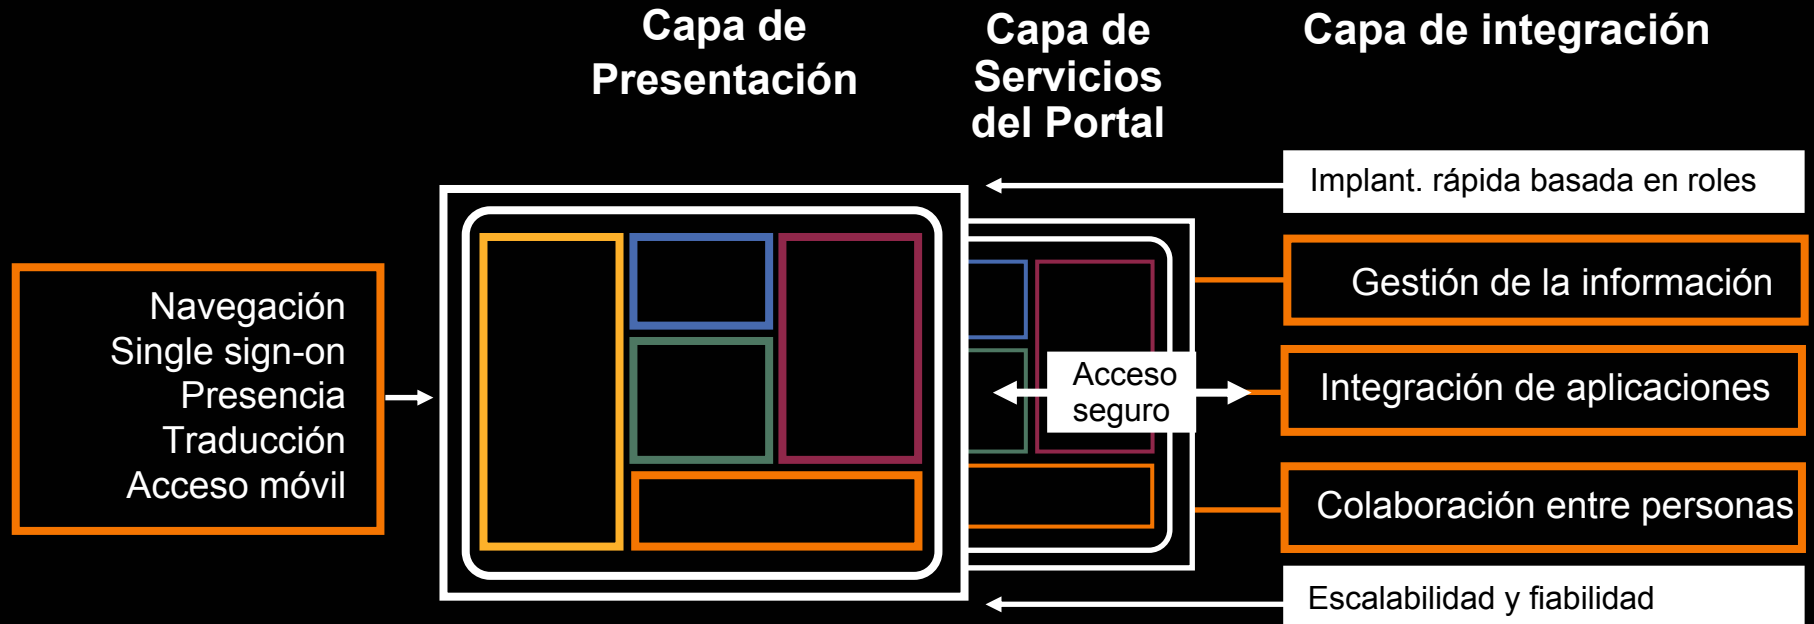 Capa de
Presentación
Capa de
Servicios
del Portal
Capa de integración
Navegación
Single sign-on
Presencia
Traducción
Acceso móvil
Acceso
seguro
Implant. rápida basada en roles
Gestión de la información
Integración de aplicaciones
Colaboración entre personas
Escalabilidad y fiabilidad